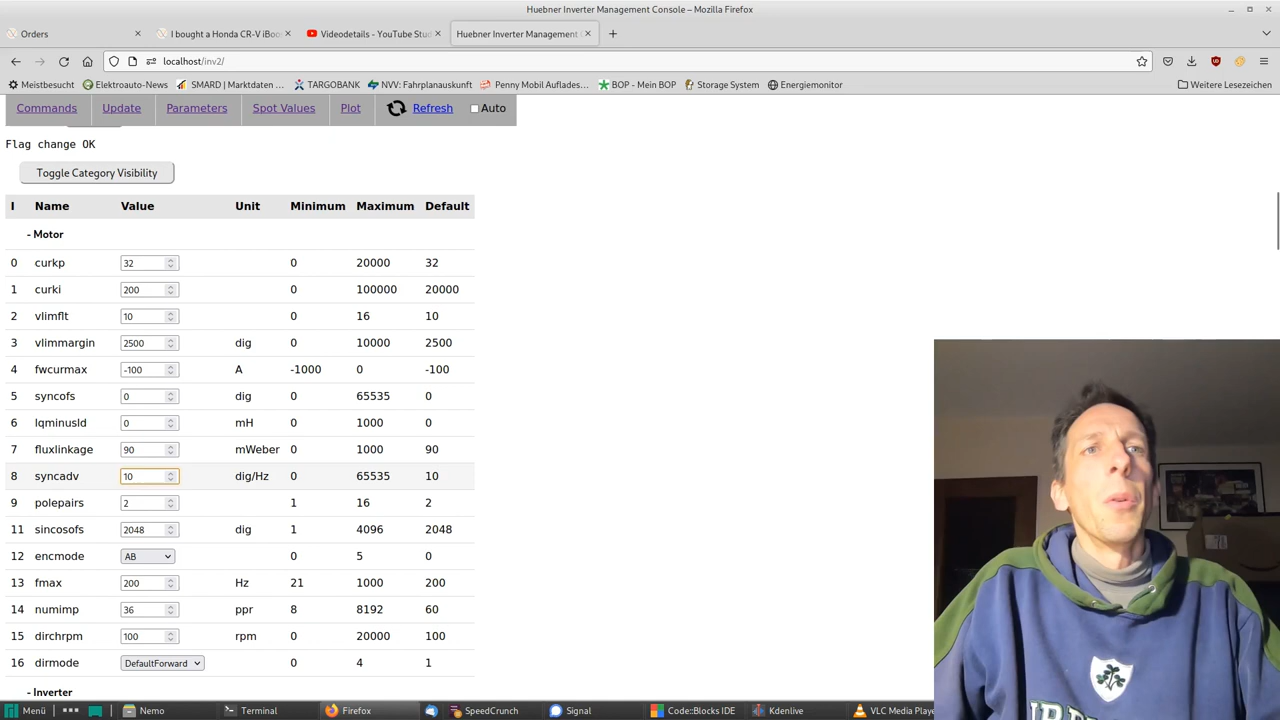 Huebner Inverter Management Console – Mozilla Firefox
Orders
I bought a Honda CR-V iBoo
Videodetails - YouTube Stud
Huebner Inverter Management
localhost/inv2/
Meistbesucht
Elektroauto-News
SMARD | Marktdaten ...
TARGOBANK
NVV: Fahrplanauskunft
Penny Mobil Auflades...
BOP - Mein BOP
Storage System
Energiemonitor
Weitere Lesezeichen
Commands
Update
Parameters
Spot Values
Plot
Refresh
Auto
Flag change OK
Toggle Category Visibility
I Name Value Unit Minimum Maximum Default
- Motor
0 curkp 32 0 20000 32
1 curki 200 0 100000 20000
2 vlimflt 10 0 16 10
3 vlimmargin 2500 dig 0 10000 2500
4 fwcurmax -100 A -1000 0 -100
5 syncofs 0 dig 0 65535 0
6 lqminusld 0 mH 0 1000 0
7 fluxlinkage 90 mWeber 0 1000 90
8 syncadv 10 dig/Hz 0 65535 10
9 polepairs 2 1 16 2
11 sincosofs 2048 dig 1 4096 2048
12 encmode AB 0 5 0
13 fmax 200 Hz 21 1000 200
14 numimp 36 ppr 8 8192 60
15 dirchrpm 100 rpm 0 20000 100
16 dirmode DefaultForward 0 4 1
- Inverter
Menü
Nemo
Terminal
Firefox
SpeedCrunch
Signal
Code::Blocks IDE
Kdenlive
VLC Media Playe